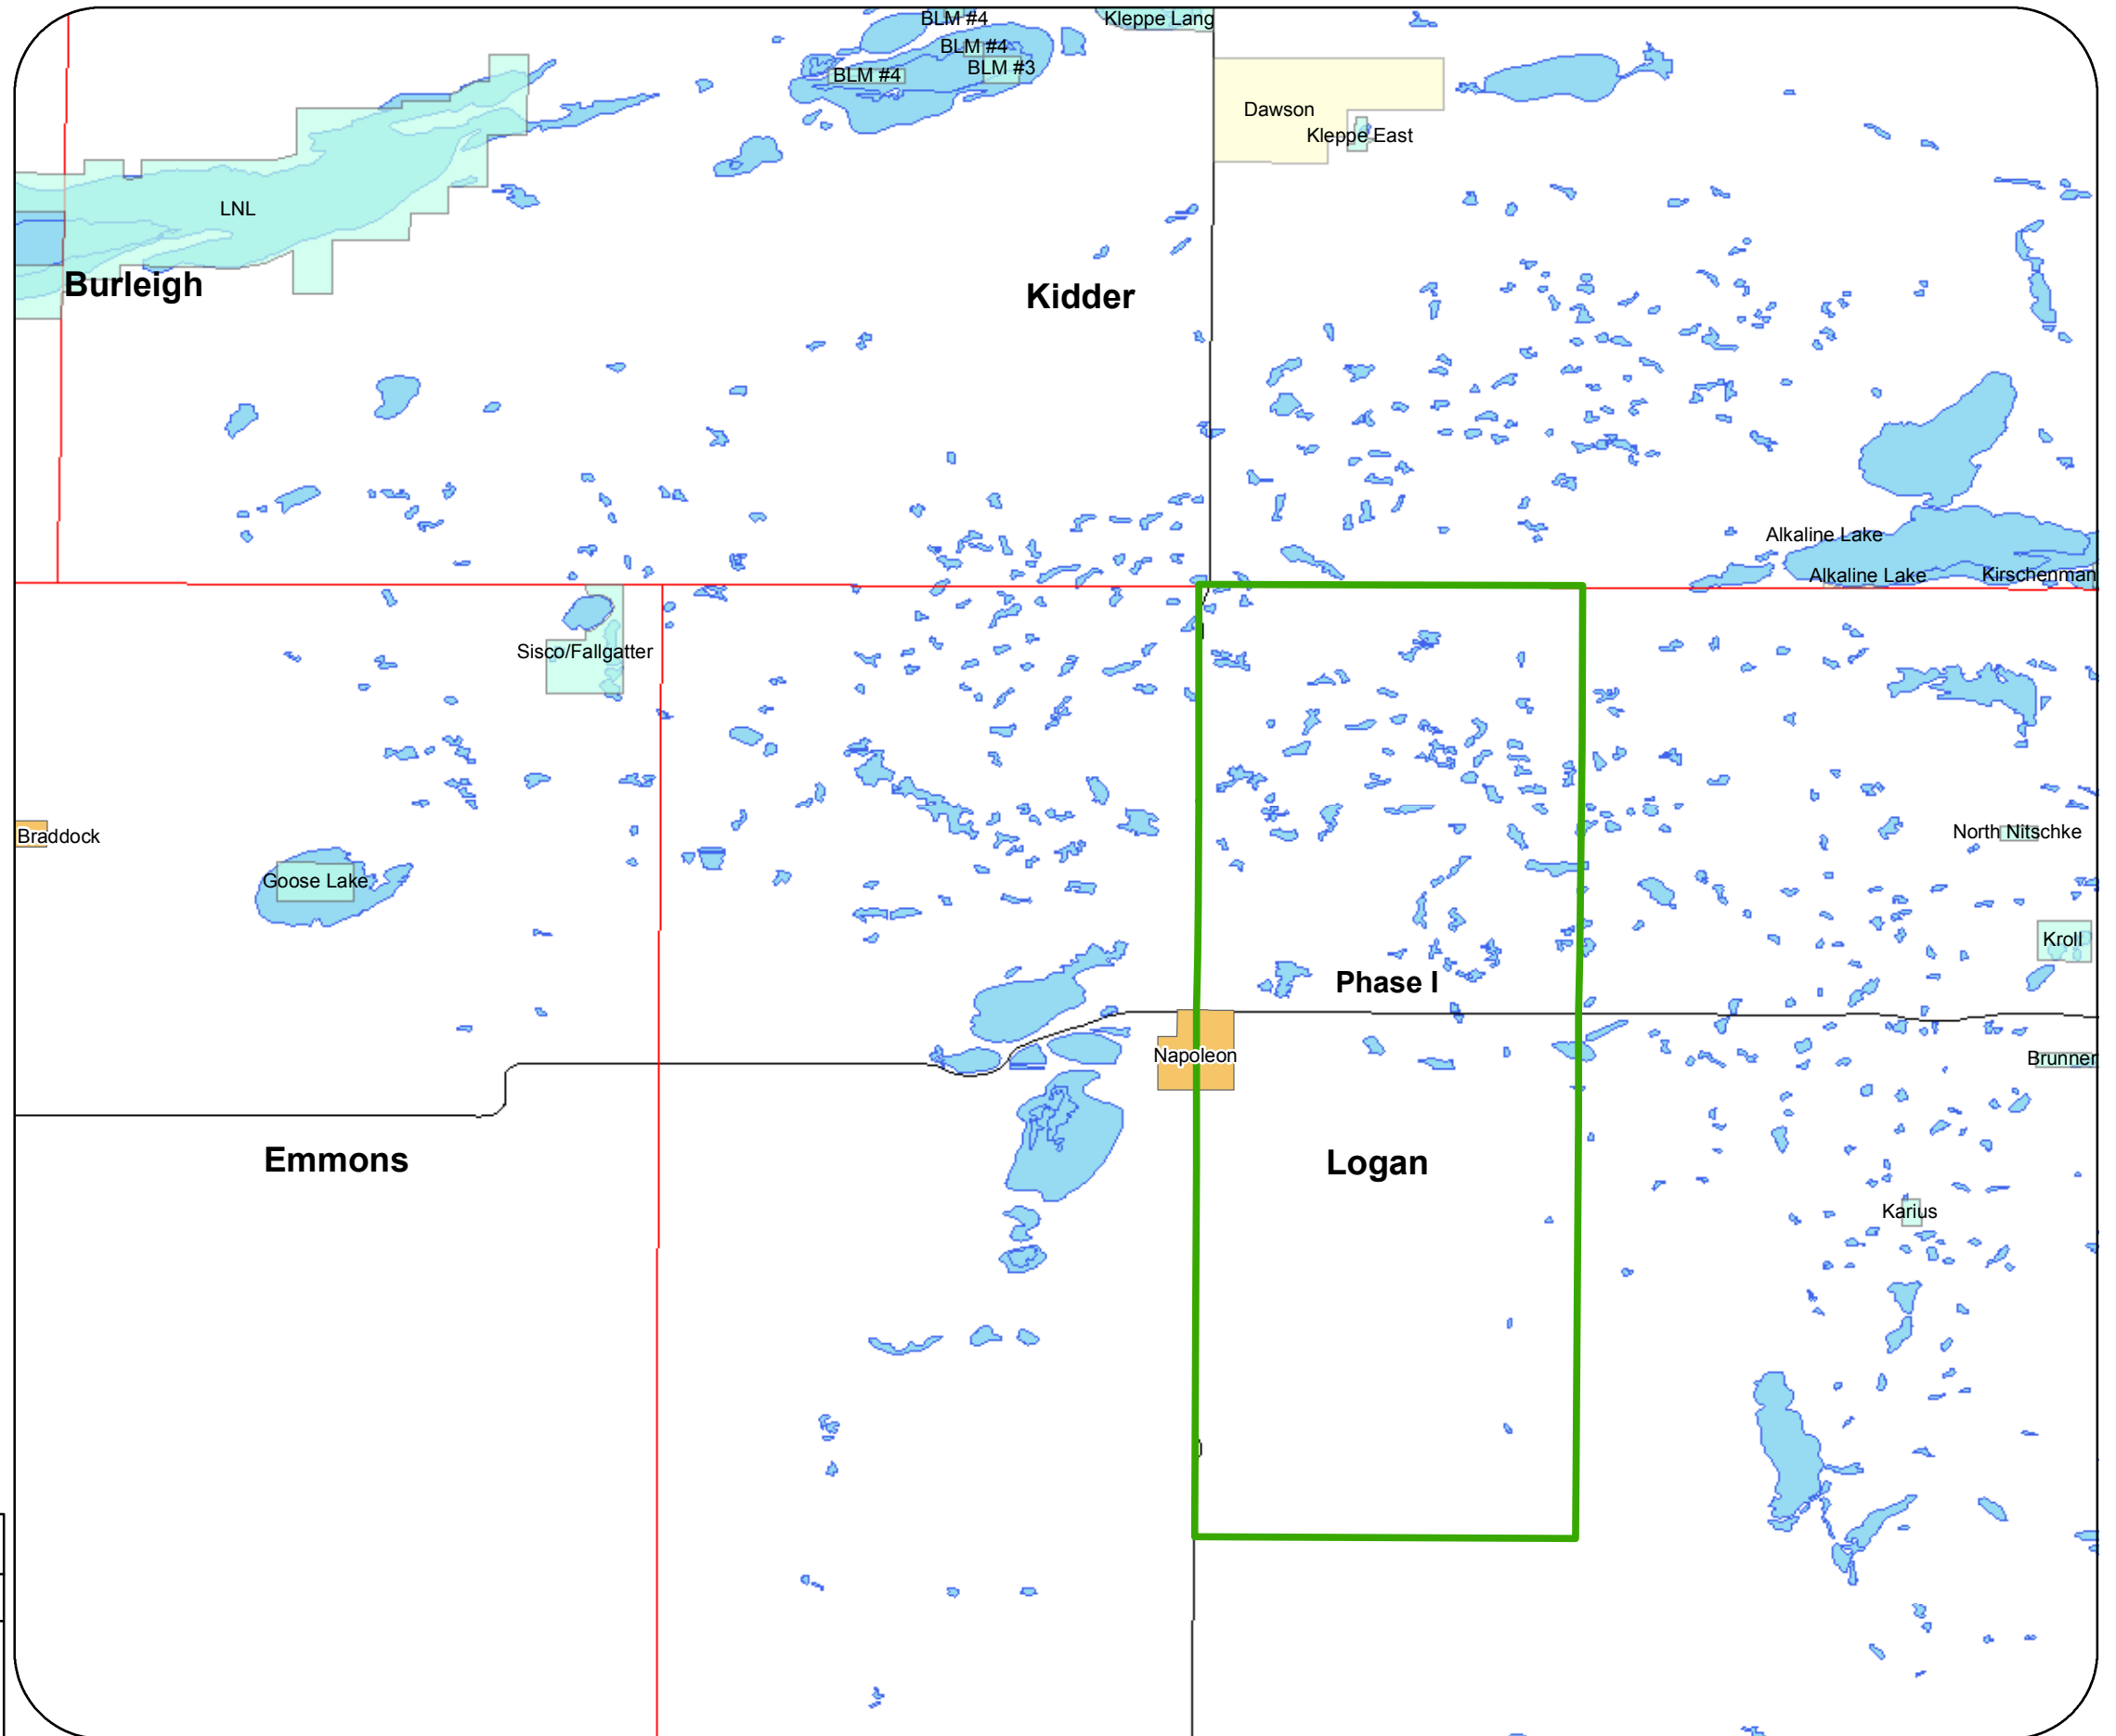 BLM #4
Kleppe Lang
BLM #4
BLM #3
BLM #4
Dawson
Kleppe East
LNL
Burleigh
Kidder
Alkaline Lake
Alkaline Lake
Kirschenman
Sisco/Fallgatter
Braddock
North Nitschke
Goose Lake
Kroll
Phase I
Napoleon
Brunner
Emmons
Logan
Karius